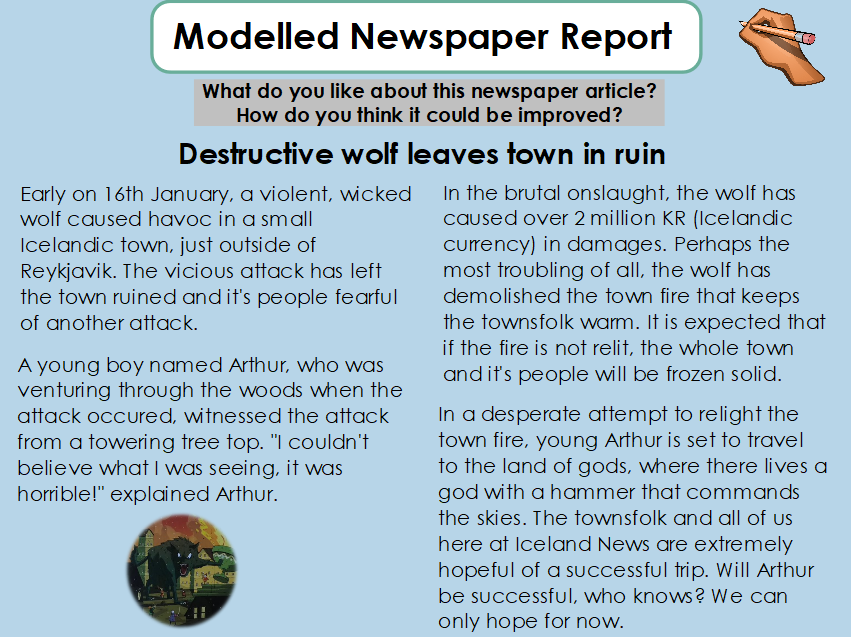 Modelled Newspaper Report
What do you like about this newspaper article?
How do you think it could be improved?
Destructive wolf leaves town in ruin
Early on 16th January, a violent, wicked
wolf caused havoc in a small
Icelandic town, just outside of
Reykjavik. The vicious attack has left
the town ruined and it's people fearful
of another attack.
A young boy named Arthur, who was
venturing through the woods when the
attack occured, witnessed the attack
from a towering tree top. "I couldn't
believe what I was seeing, it was
horrible!" explained Arthur.
In the brutal onslaught, the wolf has
caused over 2 million KR (Icelandic
currency) in damages. Perhaps the
most troubling of all, the wolf has
demolished the town fire that keeps
the townsfolk warm. It is expected that
if the fire is not relit, the whole town
and it's people will be frozen solid.
In a desperate attempt to relight the
town fire, young Arthur is set to travel
to the land of gods, where there lives a
god with a hammer that commands
the skies. The townsfolk and all of us
here at Iceland News are extremely
hopeful of a successful trip. Will Arthur
be successful, who knows? We can
only hope for now.